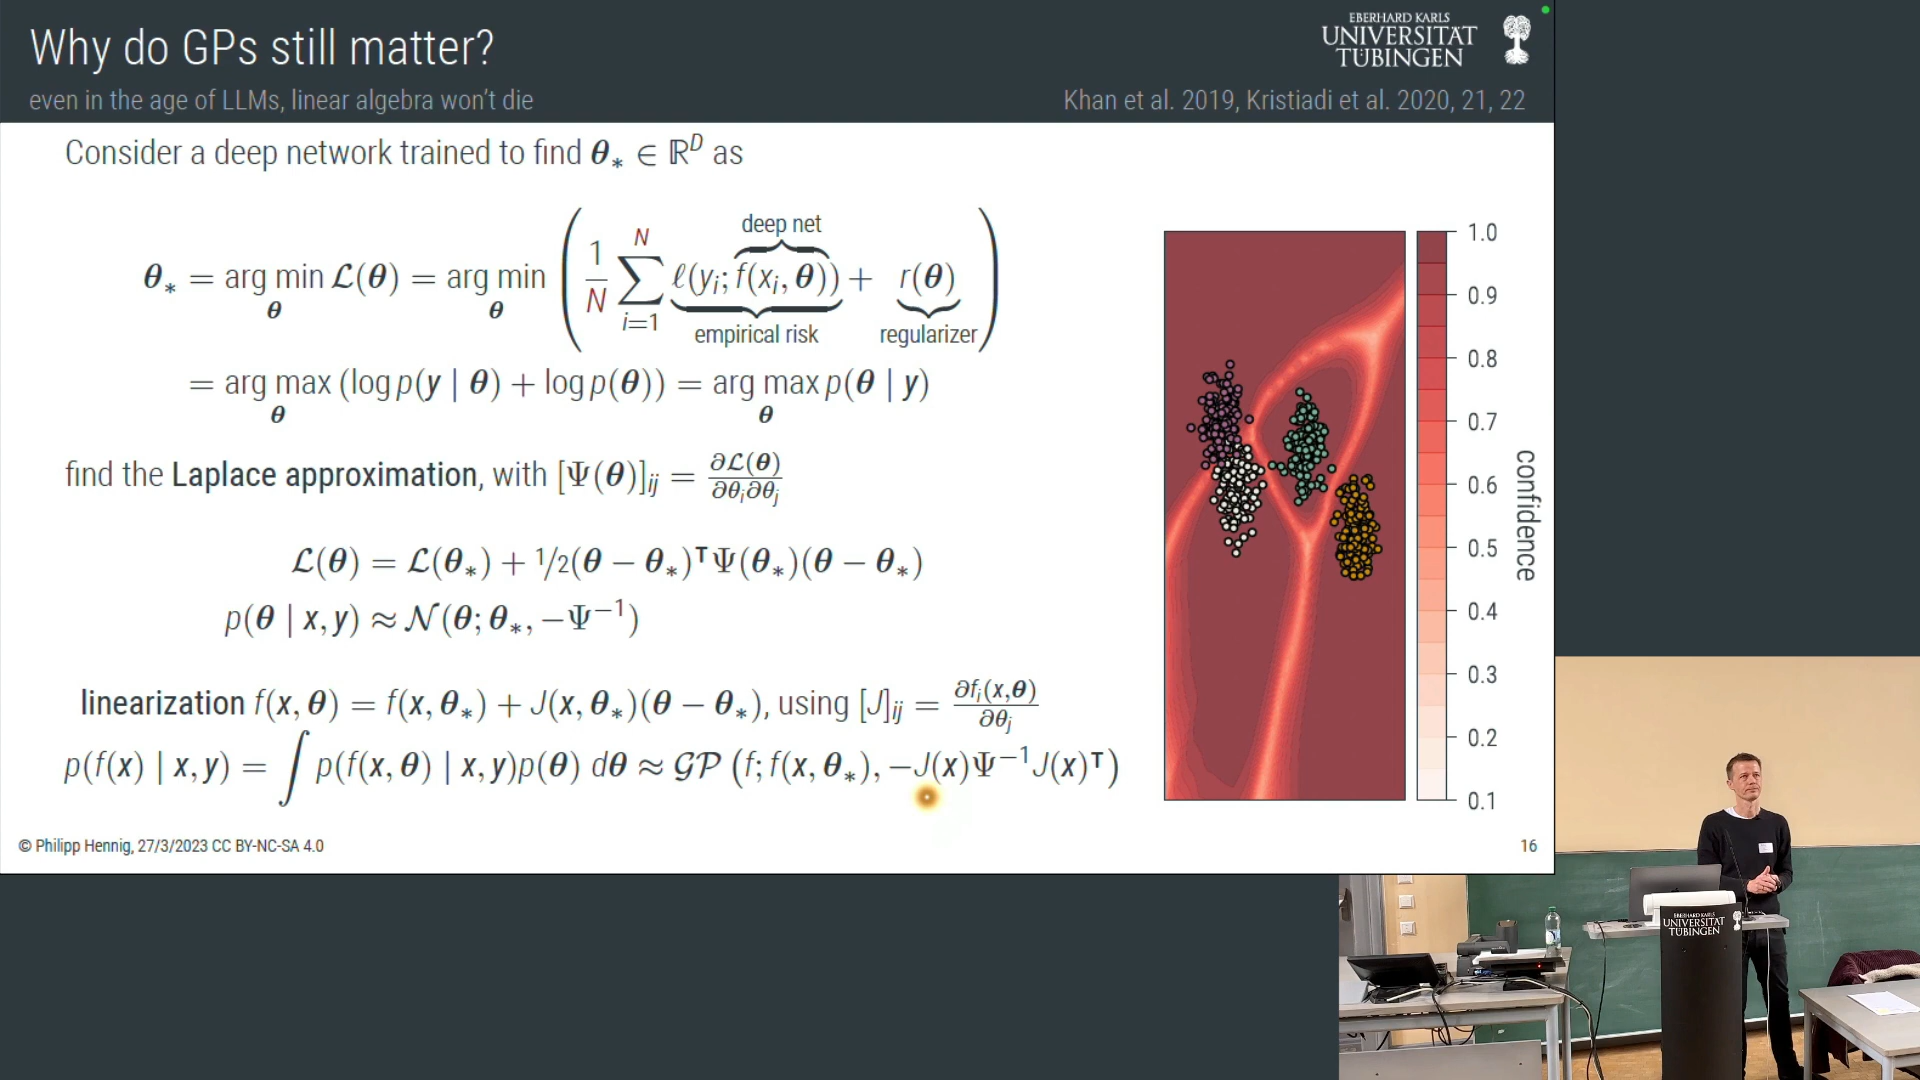 Why do GPs still matter?
even in the age of LLMs, linear algebra won't die
EBERHARD KARLS
UNIVERSITÄT
TÜBINGEN
Khan et al. 2019, Kristiadi et al. 2020, 21, 22
Consider a deep network trained to find θ∗ ∈ ℝ^D as
θ∗ = arg min_θ 𝓛(θ) = arg min_θ ( 1/N ∑_{i=1}^{N} ℓ(y_i; f(x_i, θ)) + r(θ) )
deep net
empirical risk
regularizer
= arg max_θ (log p(y | θ) + log p(θ)) = arg max_θ p(θ | y)
find the Laplace approximation, with [Ψ(θ)]_ij = ∂𝓛(θ)/∂θ_i∂θ_j
𝓛(θ) = 𝓛(θ∗) + 1/2(θ − θ∗)^⊤Ψ(θ∗)(θ − θ∗)
p(θ | x, y) ≈ 𝒩(θ; θ∗, −Ψ^{−1})
linearization f(x, θ) = f(x, θ∗) + J(x, θ∗)(θ − θ∗), using [J]_ij = ∂f_i(x,θ)/∂θ_j
p(f(x) | x, y) = ∫ p(f(x, θ) | x, y)p(θ) dθ ≈ 𝒢𝒫 (f; f(x, θ∗), −J(x)Ψ^{−1}J(x)^⊤)
1.0
0.9
0.8
0.7
0.6
0.5
0.4
0.3
0.2
0.1
confidence
© Philipp Hennig, 27/3/2023 CC BY-NC-SA 4.0
16
EBERHARD KARLS
UNIVERSITÄT
TÜBINGEN